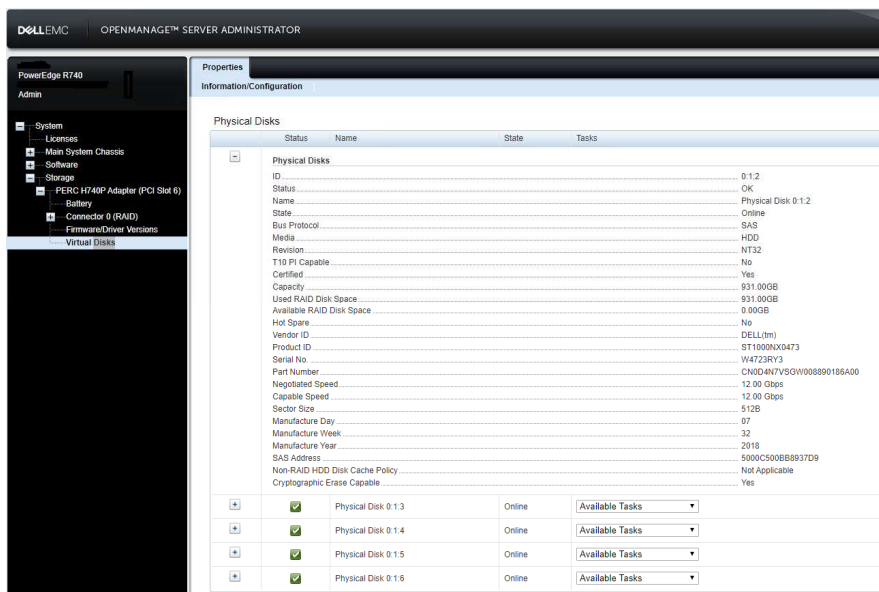 DELLEMC OPENMANAGE™ SERVER ADMINISTRATOR
PowerEdge R740
Admin
System
Licenses
Main System Chassis
Software
Storage
PERC H740P Adapter (PCI Slot 6)
Battery
Connector 0 (RAID)
Firmware/Driver Versions
Virtual Disks
Properties
Information/Configuration
Physical Disks
Status Name State Tasks
Physical Disks
ID 0:1:2
Status OK
Name Physical Disk 0:1:2
State Online
Bus Protocol SAS
Media HDD
Revision NT32
T10 PI Capable No
Certified Yes
Capacity 931.00GB
Used RAID Disk Space 931.00GB
Available RAID Disk Space 0.00GB
Hot Spare No
Vendor ID DELL(tm)
Product ID ST1000NX0473
Serial No. W4723RY3
Part Number CN0D4N7VSGW008890186A00
Negotiated Speed 12.00 Gbps
Capable Speed 12.00 Gbps
Sector Size 512B
Manufacture Day 07
Manufacture Week 32
Manufacture Year 2018
SAS Address 5000C500BB8937D9
Non-RAID HDD Disk Cache Policy Not Applicable
Cryptographic Erase Capable Yes
Physical Disk 0:1:3 Online Available Tasks
Physical Disk 0:1:4 Online Available Tasks
Physical Disk 0:1:5 Online Available Tasks
Physical Disk 0:1:6 Online Available Tasks